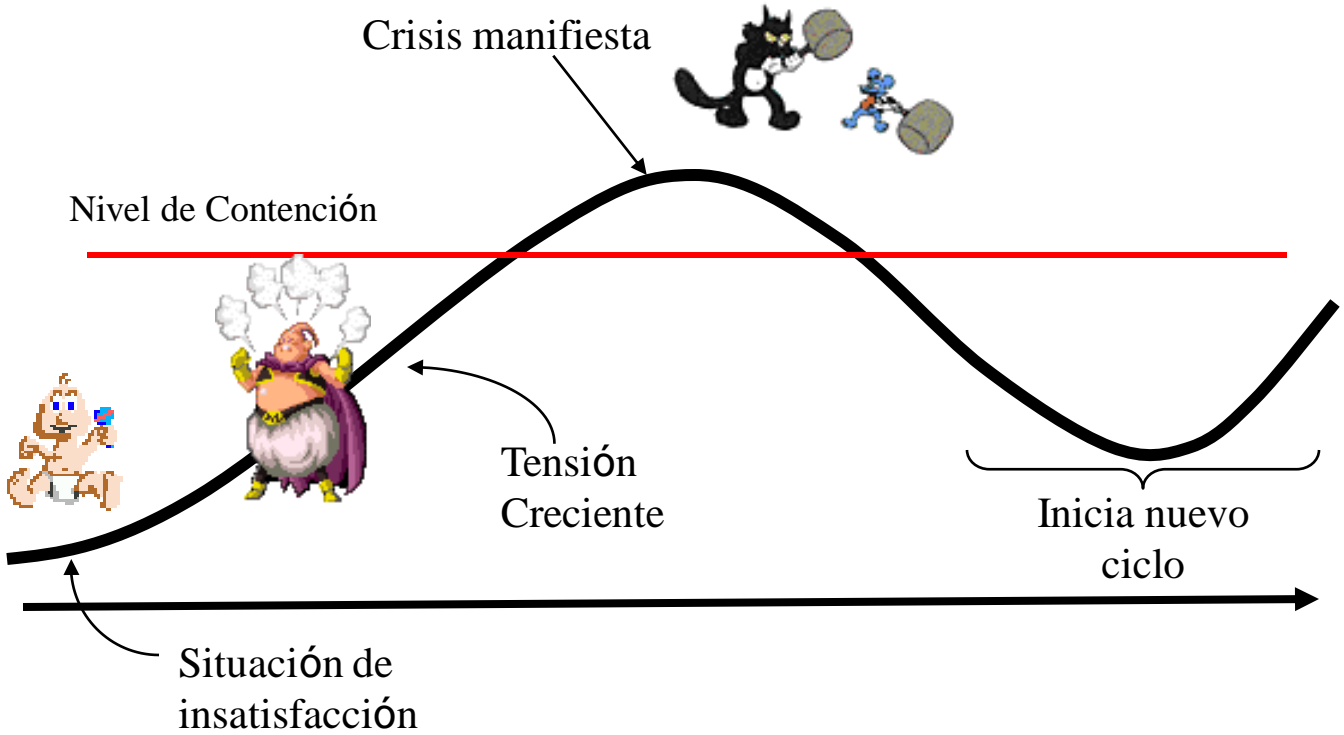 Crisis manifiesta
Nivel de Contención
Tensión
Creciente
Inicia nuevo
ciclo
Situación de
insatisfacción